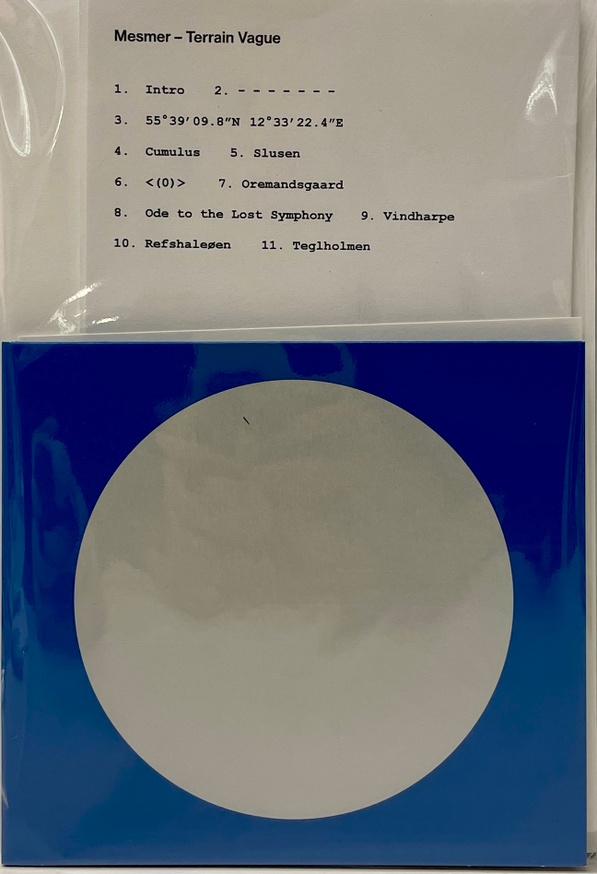 Mesmer – Terrain Vague
1. Intro 2. - - - - - - -
3. 55°39′09.8″N 12°33′22.4″E
4. Cumulus 5. Slusen
6. <(0)> 7. Oremandsgaard
8. Ode to the Lost Symphony 9. Vindharpe
10. Refshaleøen 11. Teglholmen